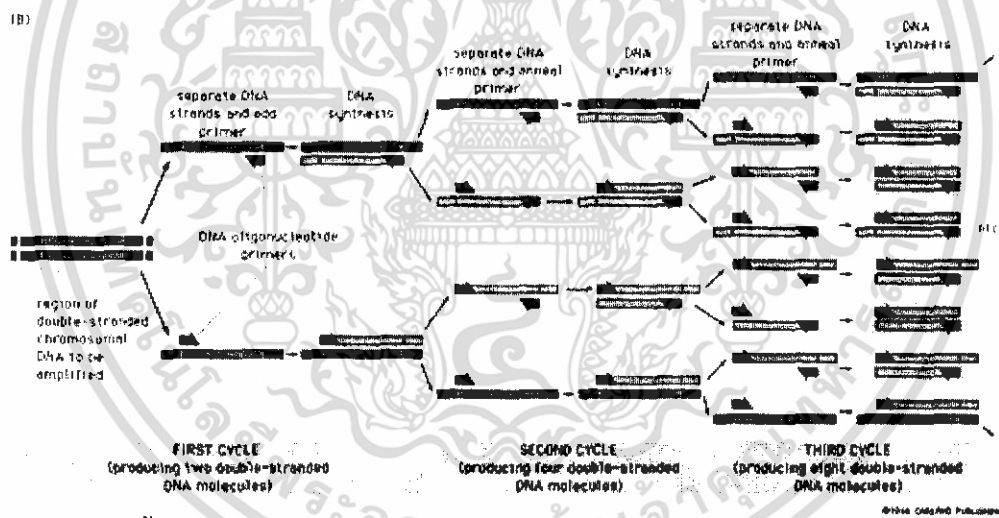 (B)
separate DNA
strands and add
primer
DNA
synthesis
separate DNA
strands and anneal
primer
DNA
synthesis
separate DNA
strands and anneal
primer
DNA
synthesis
DNA oligonucleotide
primers
region of
double-stranded
chromosomal
DNA to be
amplified
etc
FIRST CYCLE
(producing two double-stranded
DNA molecules)
SECOND CYCLE
(producing four double-stranded
DNA molecules)
THIRD CYCLE
(producing eight double-stranded
DNA molecules)